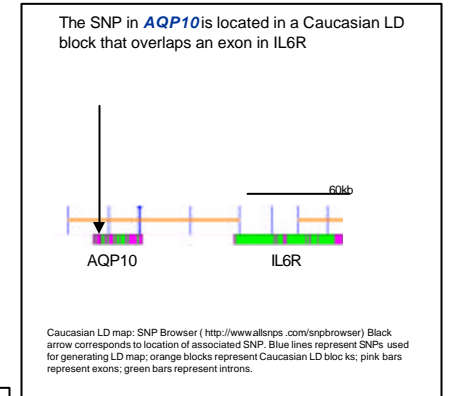 The SNP in AQP10 is located in a Caucasian LD
block that overlaps an exon in IL6R
60kb
AQP10 IL6R
Caucasian LD map: SNP Browser ( http://www.allsnps .com/snpbrowser) Black
arrow corresponds to location of associated SNP. Blue lines represent SNPs used
for generating LD map; orange blocks represent Caucasian LD bloc ks; pink bars
represent exons; green bars represent introns.